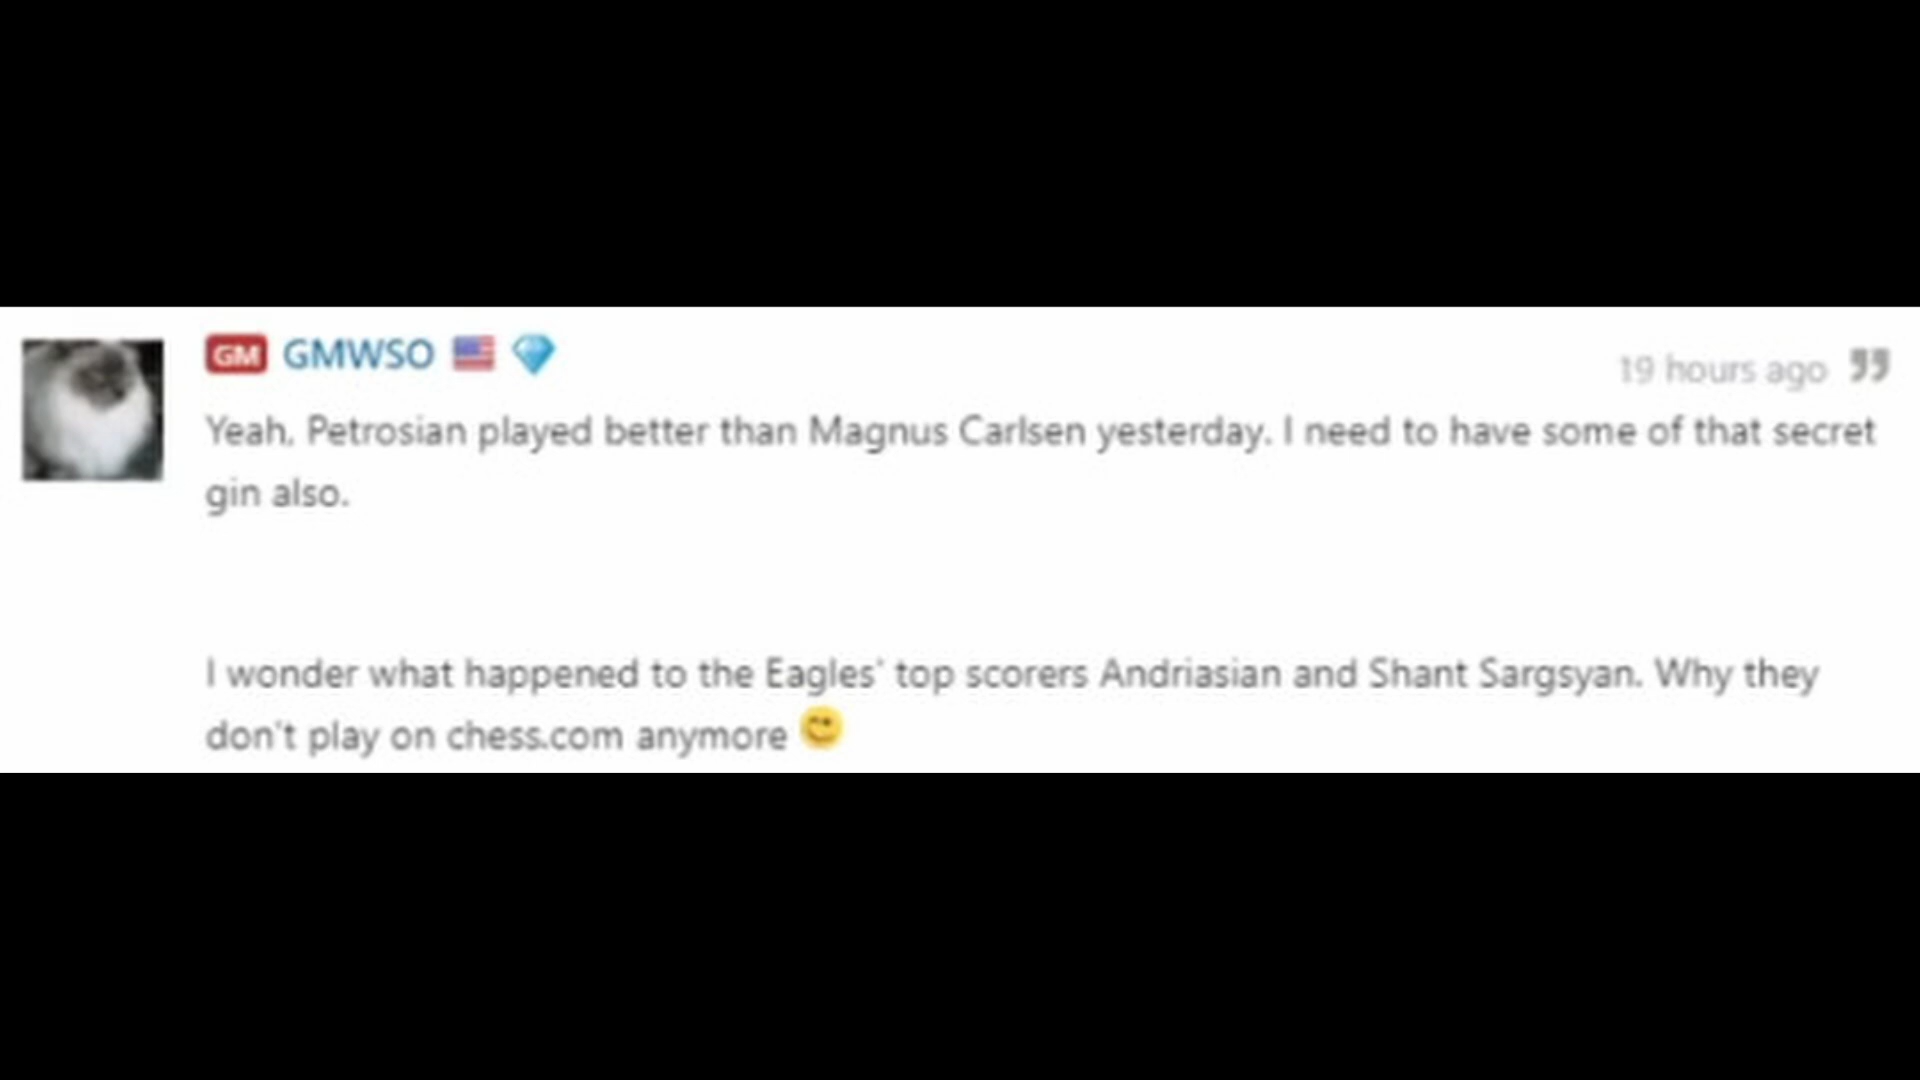 GM GMWSO
19 hours ago
Yeah, Petrosian played better than Magnus Carlsen yesterday. I need to have some of that secret
gin also.
I wonder what happened to the Eagles' top scorers Andriasian and Shant Sargsyan. Why they
don't play on chess.com anymore